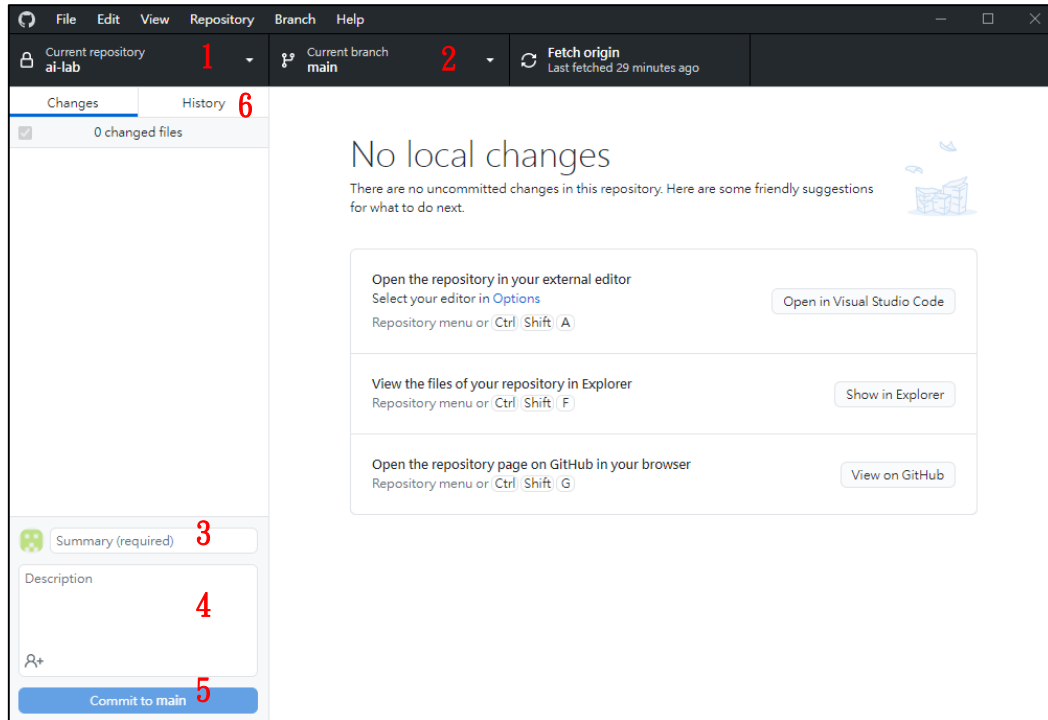 File Edit View Repository Branch Help
Current repository
ai-lab
1
Current branch
main
2
Fetch origin
Last fetched 29 minutes ago
Changes History 6
0 changed files
No local changes
There are no uncommitted changes in this repository. Here are some friendly suggestions
for what to do next.
Open the repository in your external editor
Select your editor in Options
Repository menu or Ctrl Shift A
Open in Visual Studio Code
View the files of your repository in Explorer
Repository menu or Ctrl Shift F
Show in Explorer
Open the repository page on GitHub in your browser
Repository menu or Ctrl Shift G
View on GitHub
Summary (required) 3
Description
4
Commit to main 5